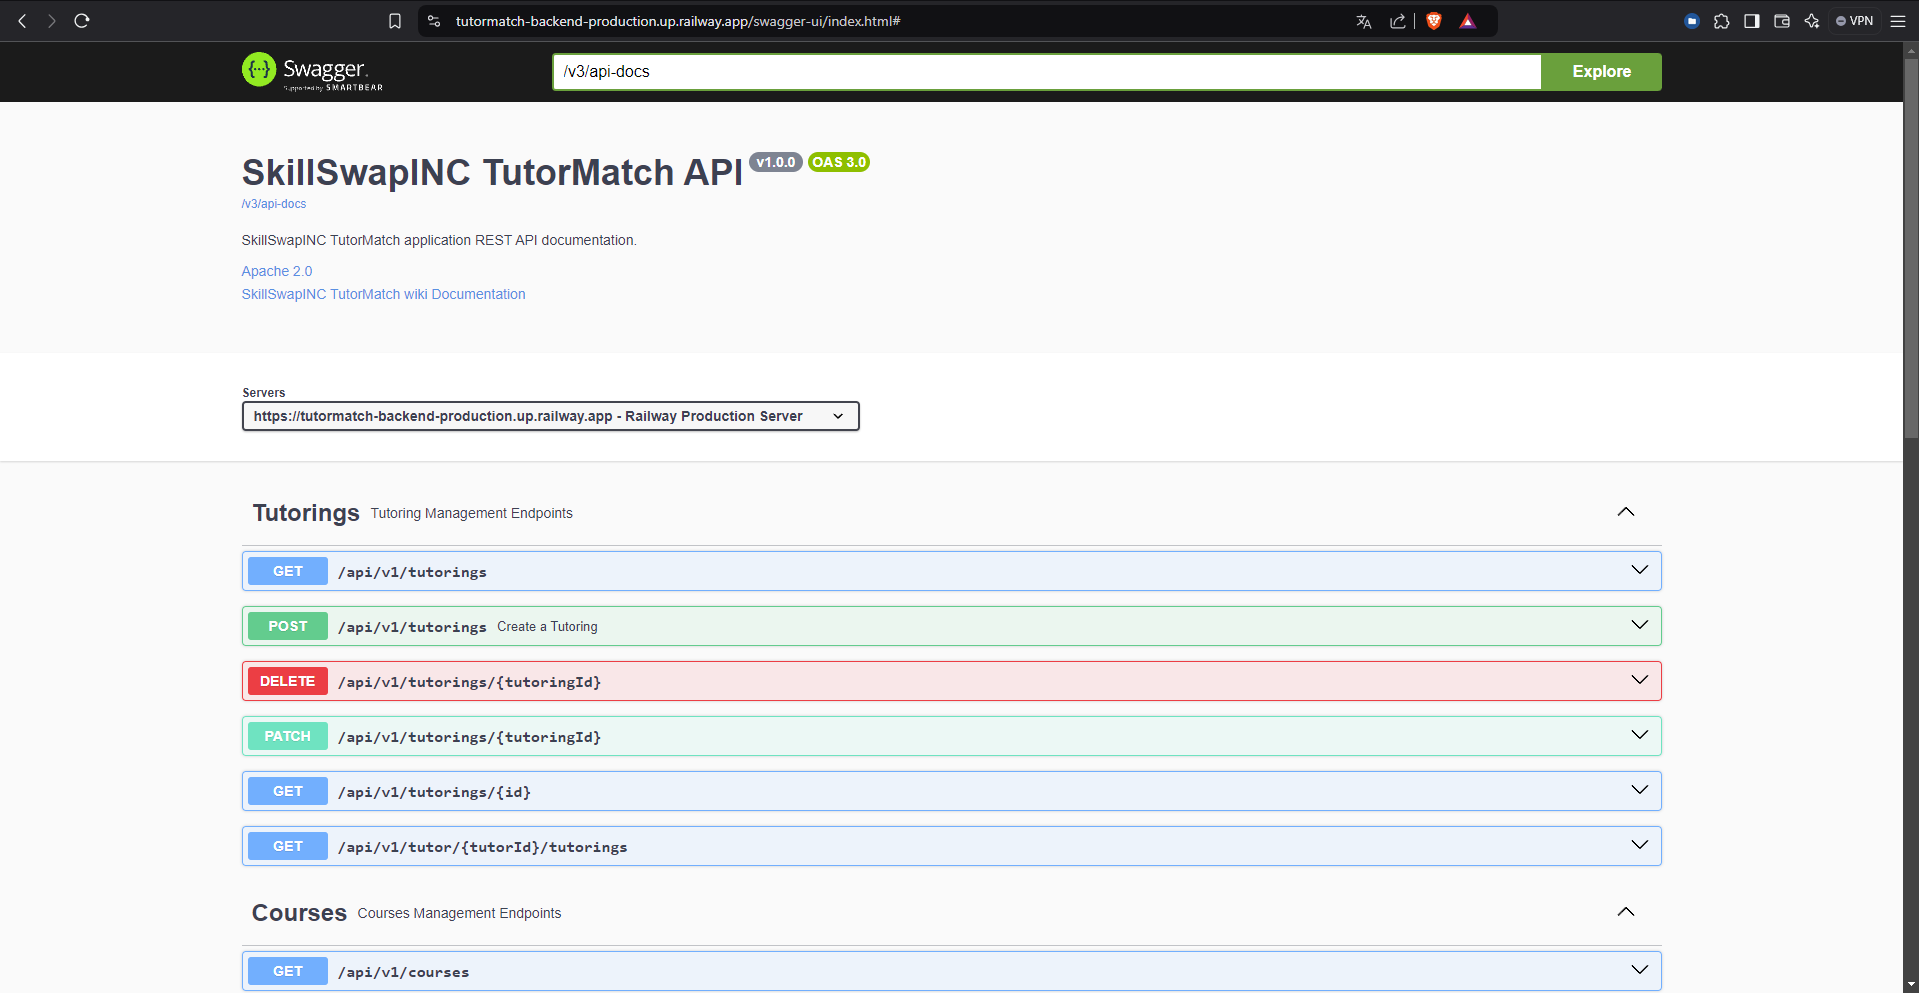 tutormatch-backend-production.up.railway.app/swagger-ui/index.html#
VPN
Swagger.
Supported by SMARTBEAR
/v3/api-docs
Explore
SkillSwapINC TutorMatch API v1.0.0 OAS 3.0
/v3/api-docs
SkillSwapINC TutorMatch application REST API documentation.
Apache 2.0
SkillSwapINC TutorMatch wiki Documentation
Servers
https://tutormatch-backend-production.up.railway.app - Railway Production Server
Tutorings Tutoring Management Endpoints
GET /api/v1/tutorings
POST /api/v1/tutorings Create a Tutoring
DELETE /api/v1/tutorings/{tutoringId}
PATCH /api/v1/tutorings/{tutoringId}
GET /api/v1/tutorings/{id}
GET /api/v1/tutor/{tutorId}/tutorings
Courses Courses Management Endpoints
GET /api/v1/courses